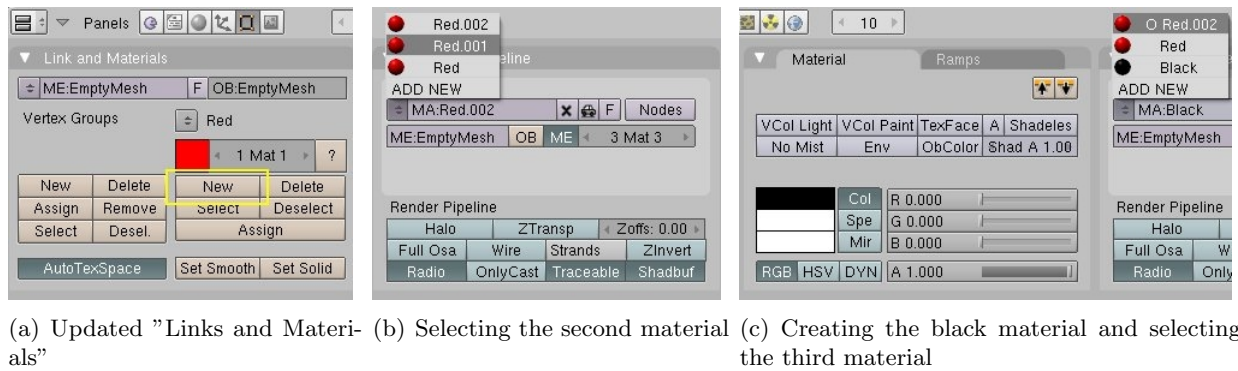 Panels
Link and Materials
ME:EmptyMesh F OB:EmptyMesh
Vertex Groups Red
1 Mat 1 ?
New Delete New Delete
Assign Remove Select Deselect
Select Desel. Assign
AutoTexSpace Set Smooth Set Solid
Red.002
Red.001
Red
ADD NEW
eline
MA:Red.002 F Nodes
ME:EmptyMesh OB ME 3 Mat 3
Render Pipeline
Halo ZTransp Zoffs: 0.00
Full Osa Wire Strands ZInvert
Radio OnlyCast Traceable Shadbuf
10
Material Ramps
VCol Light VCol Paint TexFace A Shadeles
No Mist Env ObColor Shad A 1.00
Col R 0.000
Spe G 0.000
Mir B 0.000
RGB HSV DYN A 1.000
O Red.002
Red
Black
ADD NEW
MA:Black
ME:EmptyMesh
Render Pipeline
Halo
Full Osa W
Radio Only
(a) Updated "Links and Materi-
als"
(b) Selecting the second material
(c) Creating the black material and selecting
the third material